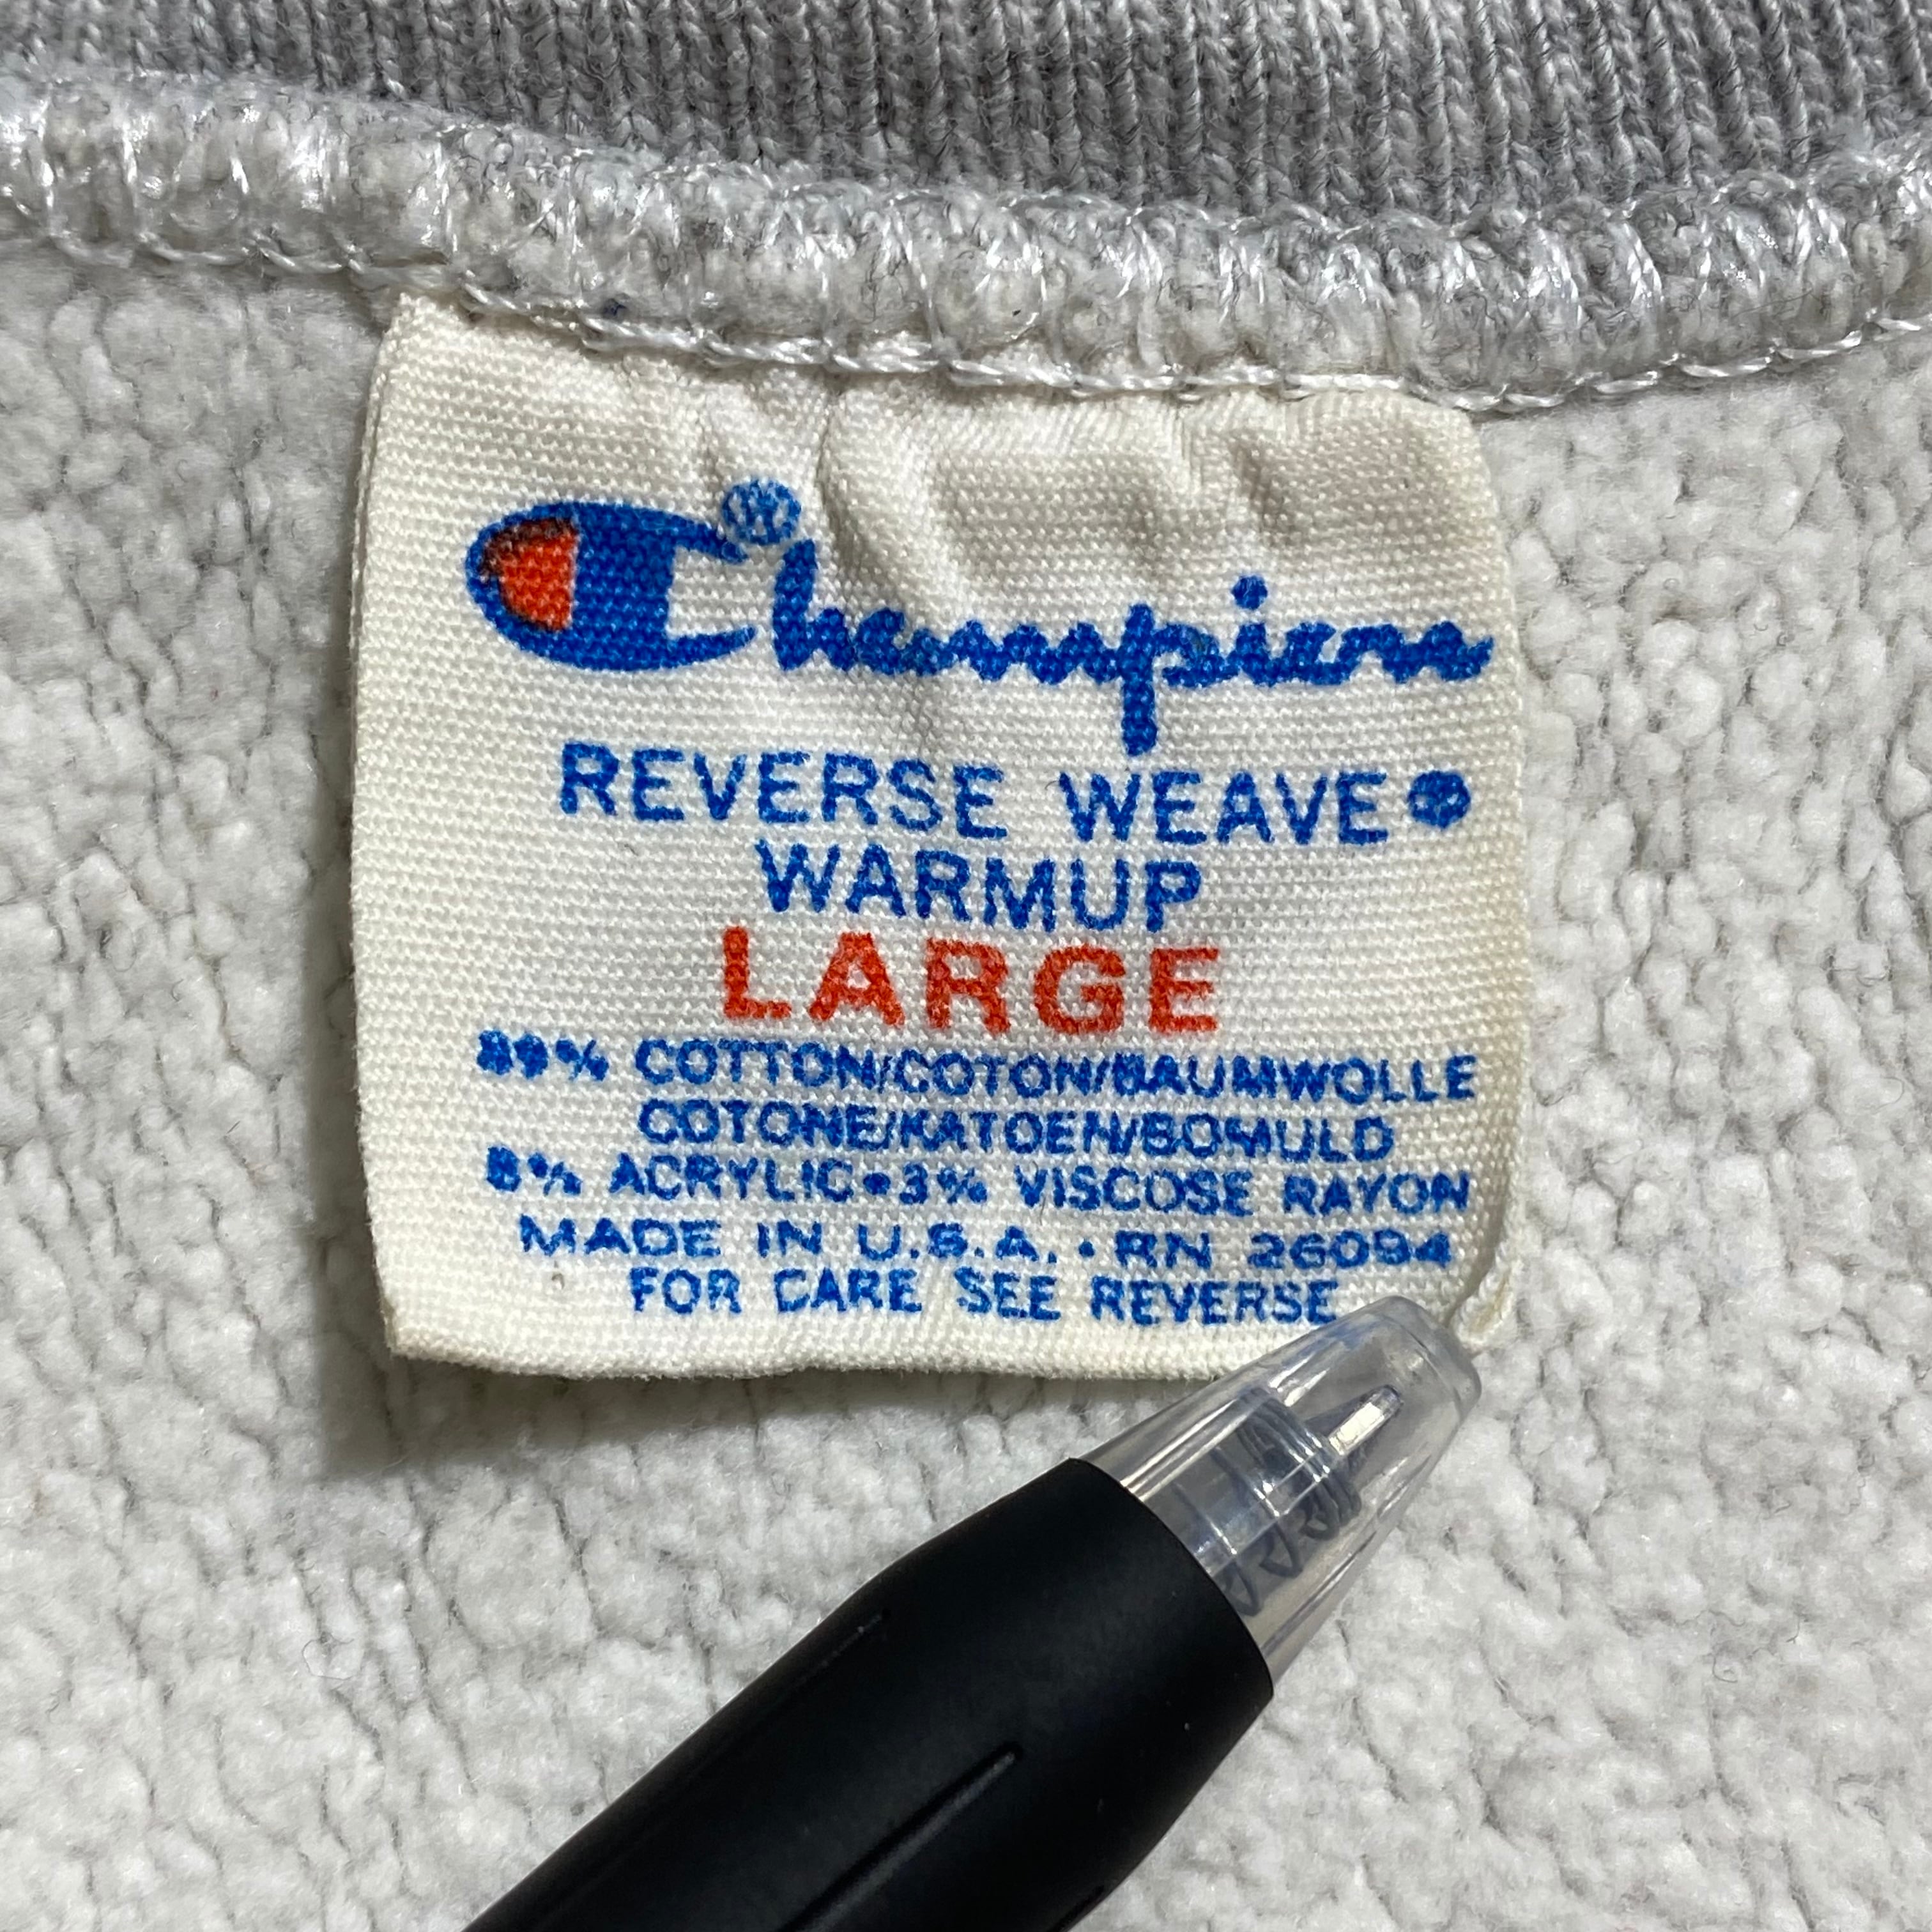 Champion®
REVERSE WEAVE®
WARMUP
LARGE
89% COTTON/COTON/BAUMWOLLE
COTONE/KATOEN/BOMULD
8% ACRYLIC•3% VISCOSE RAYON
MADE IN U.S.A. • RN 26094
FOR CARE SEE REVERSE